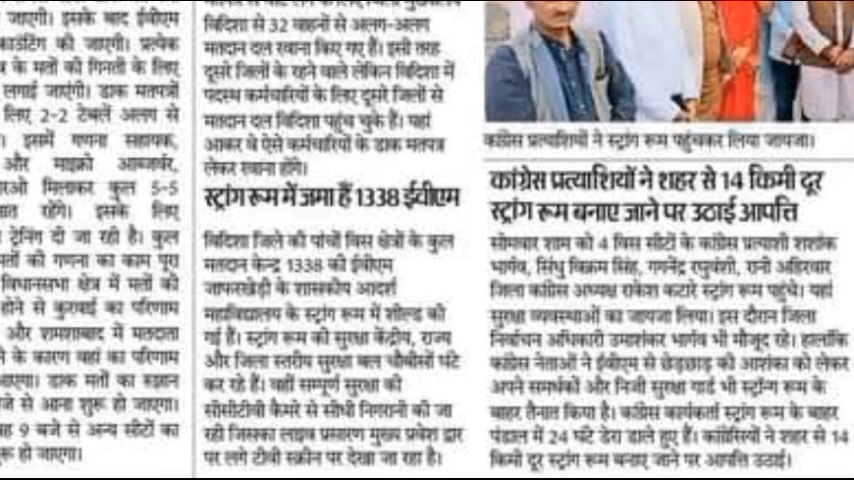 जाएगी। इसके बाद ईवीएम
काउंटिंग की जाएगी। प्रत्येक
के मतों की गिनती के लिए
लगाई जाएंगी। डाक मतपत्रों
लिए 2-2 टेबलें अलग से
इसमें गणना सहायक,
और माइक्रो आब्जर्वर,
मिलाकर कुल 5-5
रहेंगे। इसके लिए
ट्रेनिंग दी जा रही है। कुल
मतों की गणना का काम पूरा
विधानसभा क्षेत्र में मतों की
होने से कुरवाई का परिणाम
और शमशाबाद में मतदाता
के कारण वहां का परिणाम
आएगा। डाक मतों का रुझान
बजे से आना शुरू हो जाएगा।
9 बजे से अन्य सीटों का
शुरू हो जाएगा।
विदिशा से 32 वाहनों से अलग-अलग
मतदान दल रवाना किए गए हैं। इसी तरह
दूसरे जिलों के रहने वाले लेकिन विदिशा में
पदस्थ कर्मचारियों के लिए दूसरे जिलों से
मतदान दल विदिशा पहुंच चुके हैं। यहां
आकर वे ऐसे कर्मचारियों के डाक मतपत्र
लेकर रवाना होंगे।
स्ट्रांग रूम में जमा हैं 1338 ईवीएम
विदिशा जिले की पांचों विस क्षेत्रों के कुल
मतदान केन्द्र 1338 की ईवीएम
जाफरखेड़ी के शासकीय आदर्श
महाविद्यालय के स्ट्रांग रूम में शील्ड की
गई हैं। स्ट्रांग रूम की सुरक्षा केंद्रीय, राज्य
और जिला स्तरीय सुरक्षा बल चौबीसों घंटे
कर रहे हैं। वहीं सम्पूर्ण सुरक्षा की
सीसीटीवी कैमरे से सीधी निगरानी की जा
रही जिसका लाइव प्रसारण मुख्य प्रवेश द्वार
पर लगे टीवी स्क्रीन पर देखा जा रहा है।
कांग्रेस प्रत्याशियों ने स्ट्रांग रूम पहुंचकर लिया जायजा।
कांग्रेस प्रत्याशियों ने शहर से 14 किमी दूर
स्ट्रांग रूम बनाए जाने पर उठाई आपत्ति
सोमवार शाम को 4 विस सीटों के कांग्रेस प्रत्याशी शशांक
भार्गव, सिंधु विक्रम सिंह, गगनेंद्र रघुवंशी, रानी अहिरवार
जिला कांग्रेस अध्यक्ष राकेश कटारे स्ट्रांग रूम पहुंचे। यहां
सुरक्षा व्यवस्थाओं का जायजा लिया। इस दौरान जिला
निर्वाचन अधिकारी उमाशंकर भार्गव भी मौजूद रहे। हालांकि
कांग्रेस नेताओं ने ईवीएम से छेड़छाड़ की आशंका को लेकर
अपने समर्थकों और निजी सुरक्षा गार्ड भी स्ट्रॉन्ग रूम के
बाहर तैनात किया है। कांग्रेस कार्यकर्ता स्ट्रांग रूम के बाहर
पंडाल में 24 घंटे डेरा डाले हुए हैं। कांग्रेसियों ने शहर से 14
किमी दूर स्ट्रांग रूम बनाए जाने पर आपत्ति उठाई।